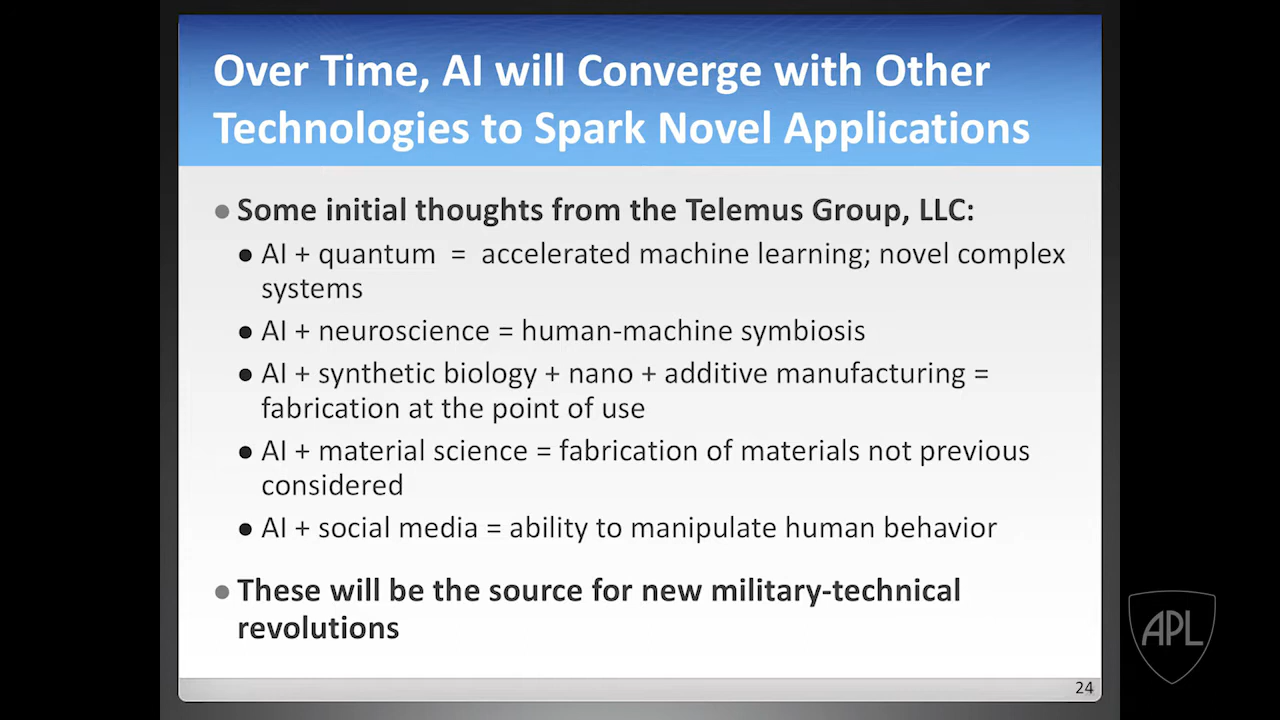 Over Time, AI will Converge with Other
Technologies to Spark Novel Applications
● Some initial thoughts from the Telemus Group, LLC:
● AI + quantum = accelerated machine learning; novel complex
systems
● AI + neuroscience = human-machine symbiosis
● AI + synthetic biology + nano + additive manufacturing =
fabrication at the point of use
● AI + material science = fabrication of materials not previous
considered
● AI + social media = ability to manipulate human behavior
● These will be the source for new military-technical
revolutions
24
APL